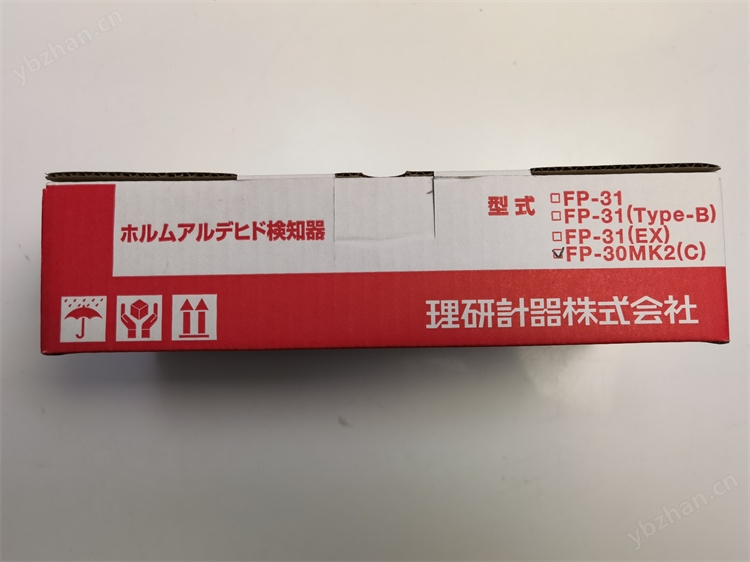 ybzhan.cn
ホルムアルデヒド検知器
型式
□FP-31
□FP-31(Type-B)
□FP-31(EX)
☑FP-30MK2(C)
理研計器株式会社
ybzhan.cn